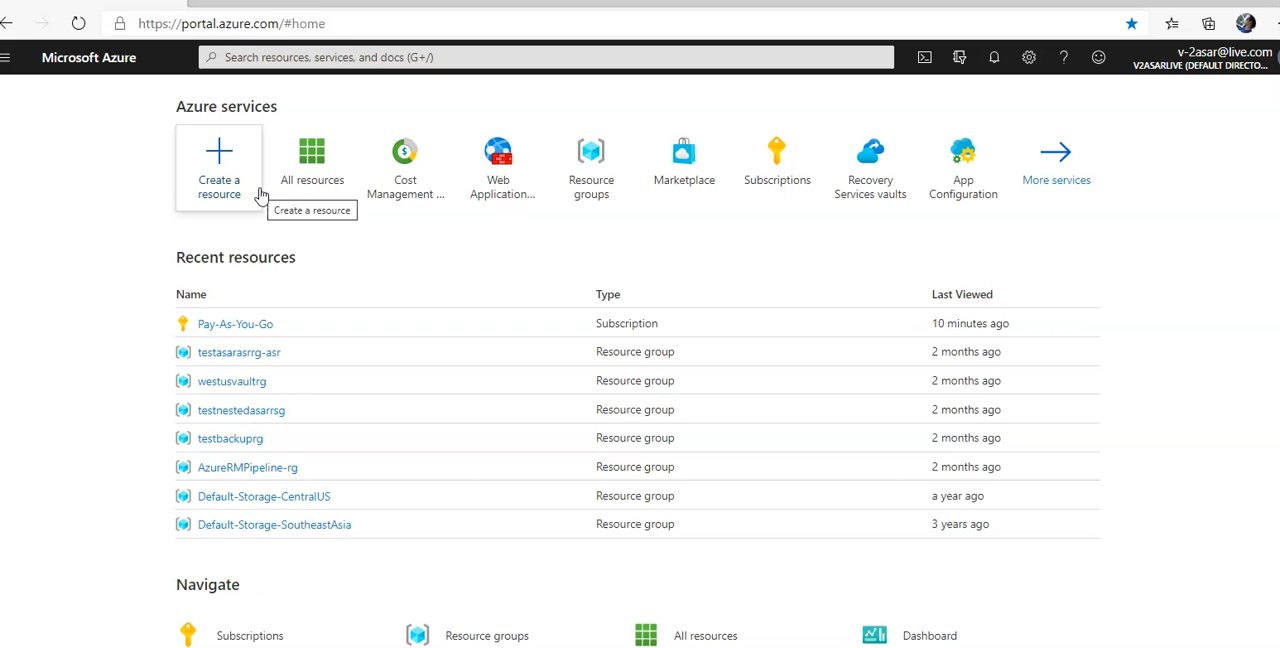 https://portal.azure.com/#home
Microsoft Azure
Search resources, services, and docs (G+/)
v-2asar@live.com
V2ASARLIVE (DEFAULT DIRECTO...
Azure services
Create a
resource
All resources
Cost
Management ...
Web
Application...
Resource
groups
Marketplace
Subscriptions
Recovery
Services vaults
App
Configuration
More services
Create a resource
Recent resources
Name Type Last Viewed
Pay-As-You-Go Subscription 10 minutes ago
testasarasrrg-asr Resource group 2 months ago
westusvaultrg Resource group 2 months ago
testnestedasarrsg Resource group 2 months ago
testbackuprg Resource group 2 months ago
AzureRMPipeline-rg Resource group 2 months ago
Default-Storage-CentralUS Resource group a year ago
Default-Storage-SoutheastAsia Resource group 3 years ago
Navigate
Subscriptions Resource groups All resources Dashboard